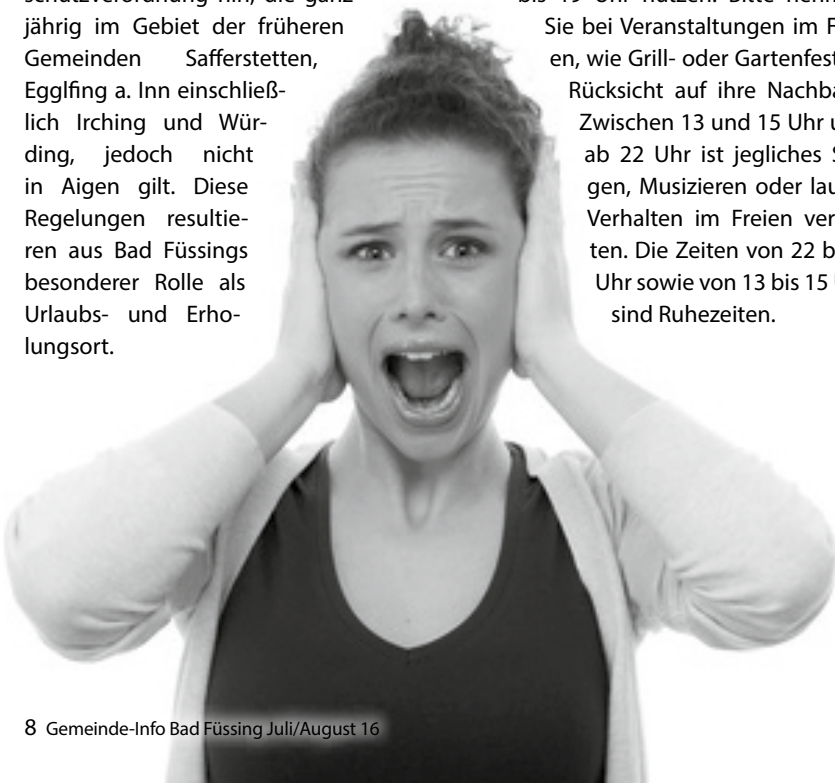 jährig im Gebiet der früheren
Gemeinden Safferstetten,
Egglfing a. Inn einschließ-
lich Irching und Wür-
ding, jedoch nicht
in Aigen gilt. Diese
Regelungen resultie-
ren aus Bad Füssings
besonderer Rolle als
Urlaubs- und Erho-
lungsort.
Sie bei Veranstaltungen im
en, wie Grill- oder
Rücksicht auf ihre
Zwischen 13 und 15 Uhr
ab 22 Uhr ist jegliches
gen, Musizieren oder
Verhalten im Freien
ten. Die Zeiten von 22
Uhr sowie von 13 bis 15
sind Ruhezeiten.
8 Gemeinde-Info Bad Füssing Juli/August 16